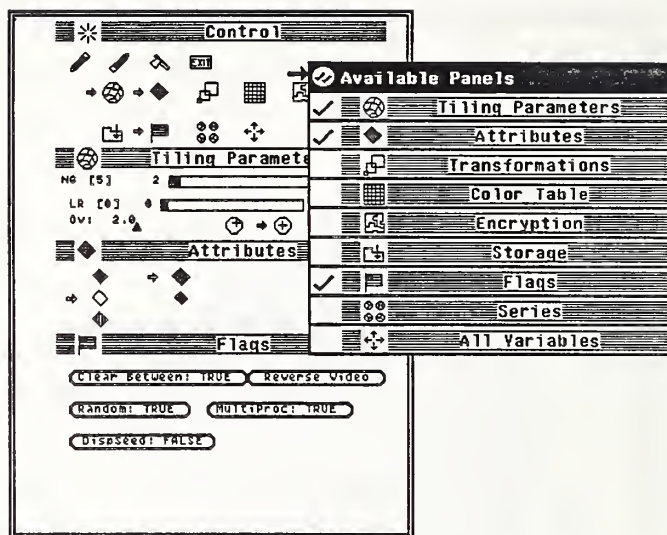 Control
EXIT
Available Panels
Tiling Parameters
Attributes
Transformations
Color Table
Encryption
Storage
Flags
Series
All Variables
Tiling Paramete
NG [5] 2
LR [0] 0
Ov: 2.0
Attributes
Flags
Clear Between: TRUE
Reverse Video
Random: TRUE
MultiProc: TRUE
DispSeed: FALSE